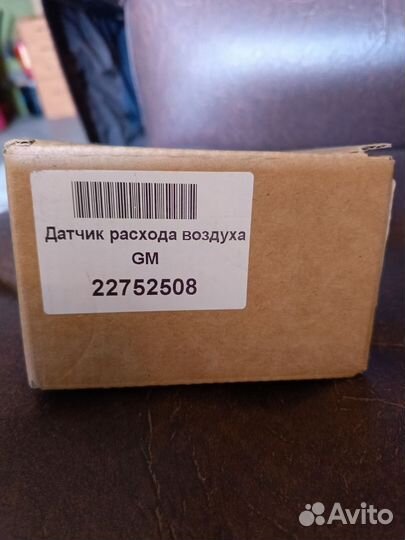 Датчик расхода воздуха
GM
22752508
Avito